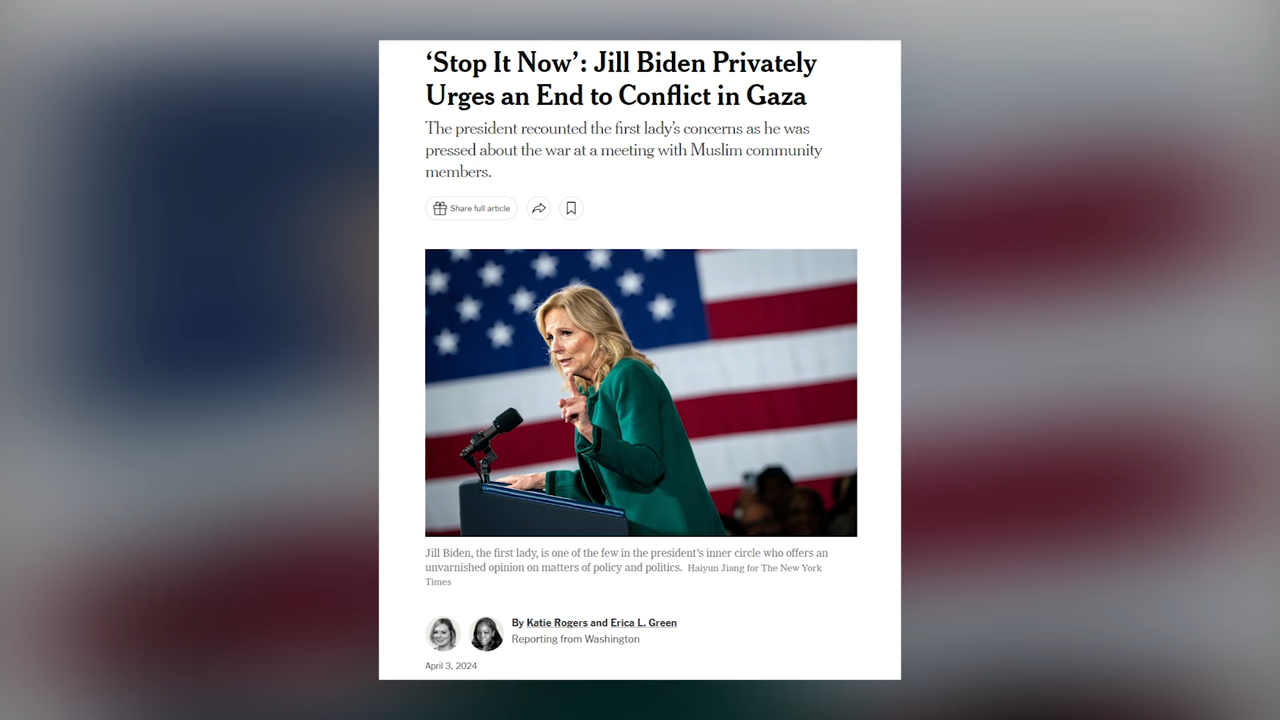 ‘Stop It Now’: Jill Biden Privately
Urges an End to Conflict in Gaza
The president recounted the first lady’s concerns as he was
pressed about the war at a meeting with Muslim community
members.
Share full article
Jill Biden, the first lady, is one of the few in the president’s inner circle who offers an
unvarnished opinion on matters of policy and politics. Haiyun Jiang for The New York
Times
By Katie Rogers and Erica L. Green
Reporting from Washington
April 3, 2024